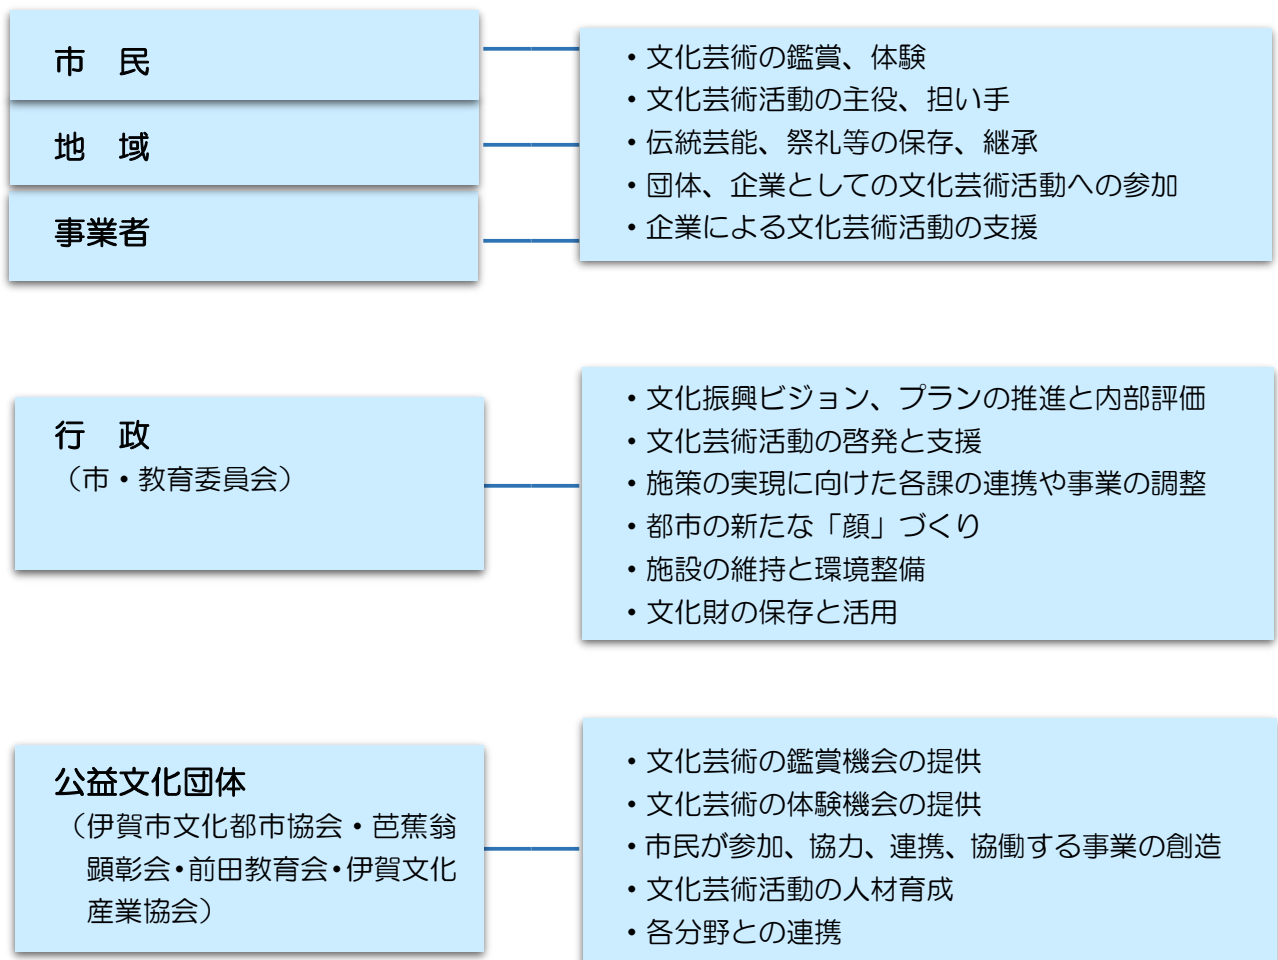 市　民
地　域
事業者
・文化芸術の鑑賞、体験
・文化芸術活動の主役、担い手
・伝統芸能、祭礼等の保存、継承
・団体、企業としての文化芸術活動への参加
・企業による文化芸術活動の支援
行　政
（市・教育委員会）
・文化振興ビジョン、プランの推進と内部評価
・文化芸術活動の啓発と支援
・施策の実現に向けた各課の連携や事業の調整
・都市の新たな「顔」づくり
・施設の維持と環境整備
・文化財の保存と活用
公益文化団体
（伊賀市文化都市協会・芭蕉翁
顕彰会・前田教育会・伊賀文化
産業協会）
・文化芸術の鑑賞機会の提供
・文化芸術の体験機会の提供
・市民が参加、協力、連携、協働する事業の創造
・文化芸術活動の人材育成
・各分野との連携